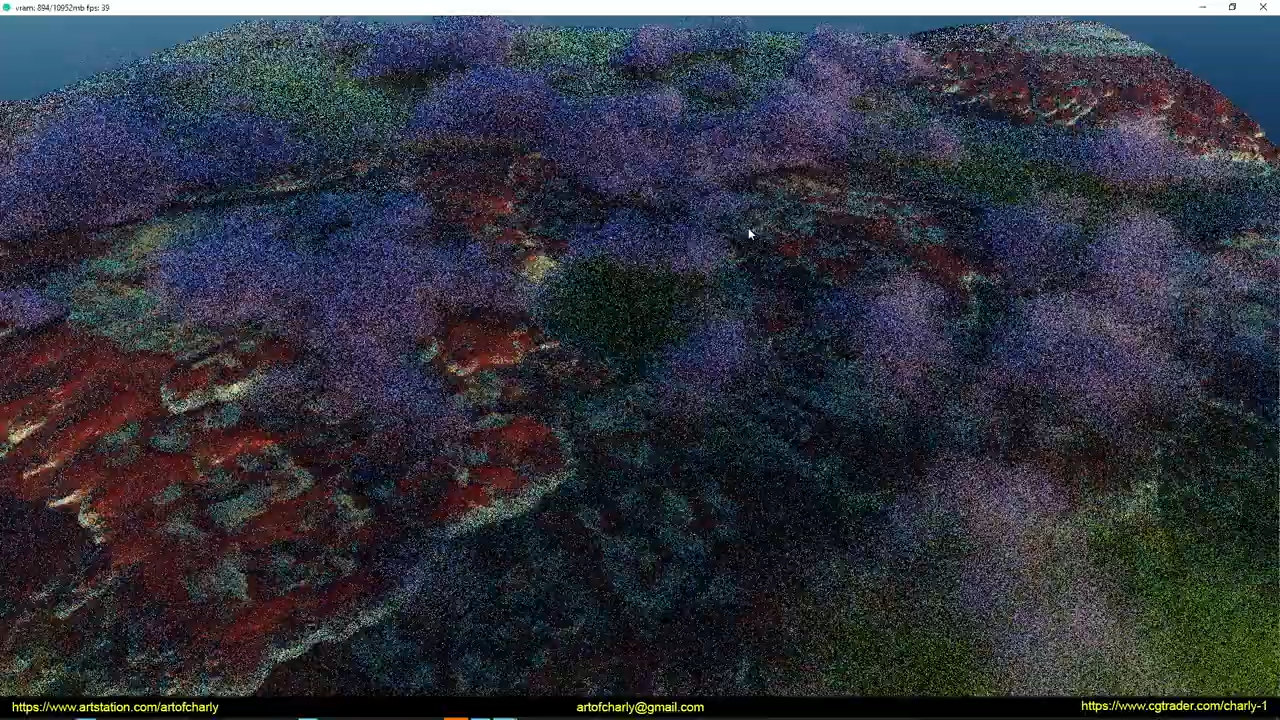 vram: 894/10952mb fps: 39
https://www.artstation.com/artofcharly
artofcharly@gmail.com
https://www.cgtrader.com/charly-1